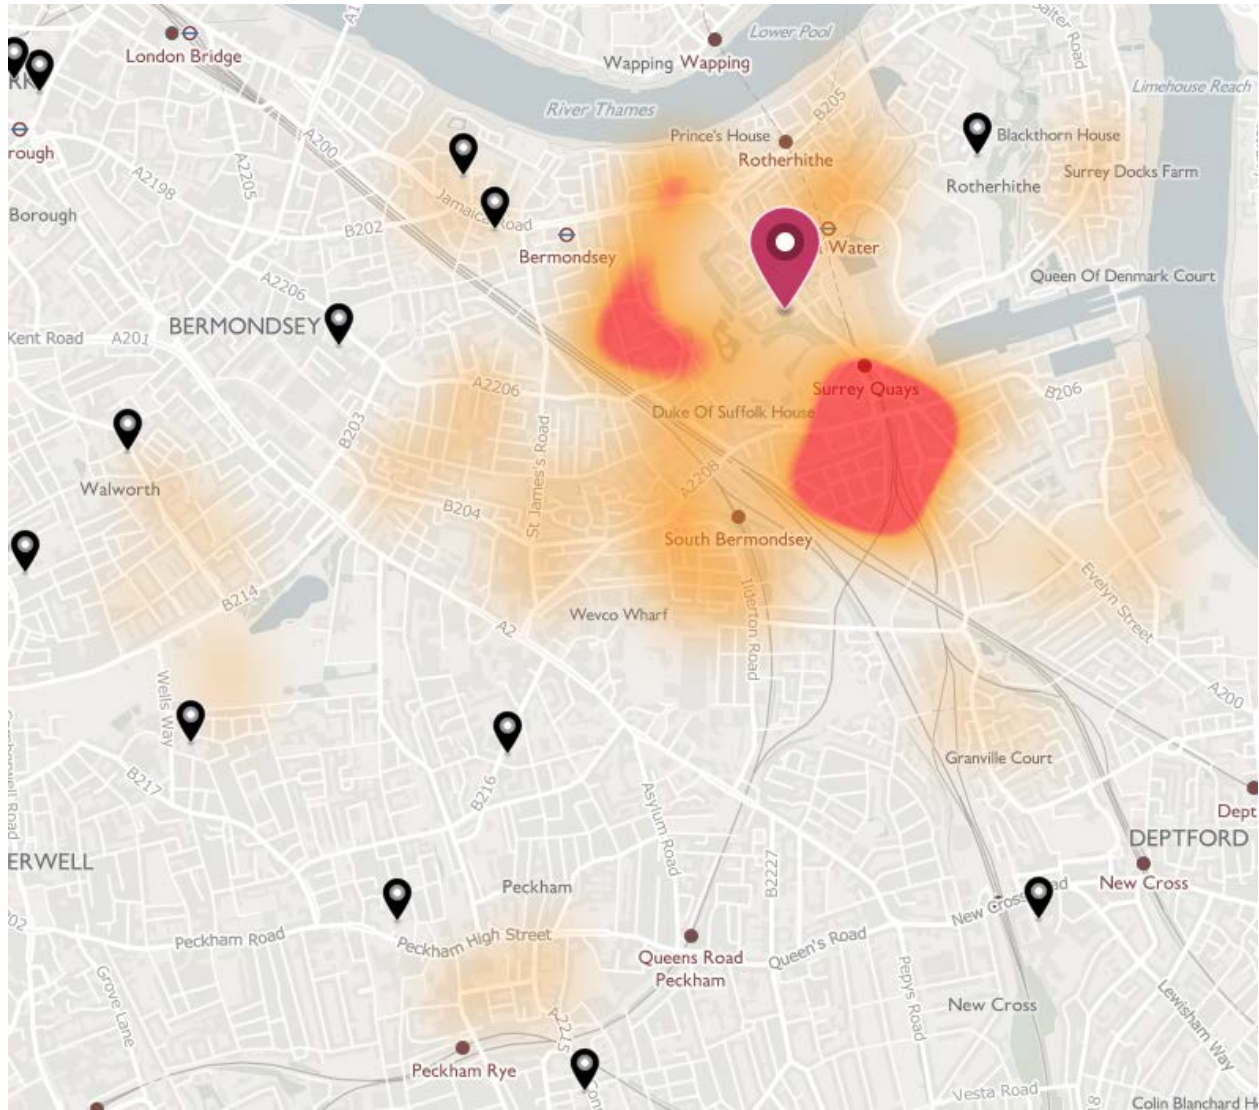 A1
Salter Road
Lower Pool
London Bridge
Wapping Wapping
River Thames
Limehouse Reach
RK
A200
B205
Prince's House
Blackthorn House
rough
Rotherhithe
A2198
A2205
Surrey Docks Farm
Rotherhithe
Jamaica Road
Borough
B202
Bermondsey
Water
Queen Of Denmark Court
A2206
BERMONDSEY
Kent Road
A201
Surrey Quays
A2206
B206
Duke Of Suffolk House
B203
St James's Road
A2208
Walworth
B204
South Bermondsey
Evelyn Street
B214
Wevco Wharf
Ilderton Road
A2
Wells Way
A200
Granville Court
B217
B216
Asylum Road
Dept
DEPTFORD
ERWELL
B2227
New Cross
Peckham
New Cross Road
Peckham Road
Peckham High Street
Queen's Road
Queens Road
Peckham
Pepys Road
New Cross
Grove Lane
A2215
Lewisham Way
Peckham Rye
Vesta Road
Colin Blanchard H